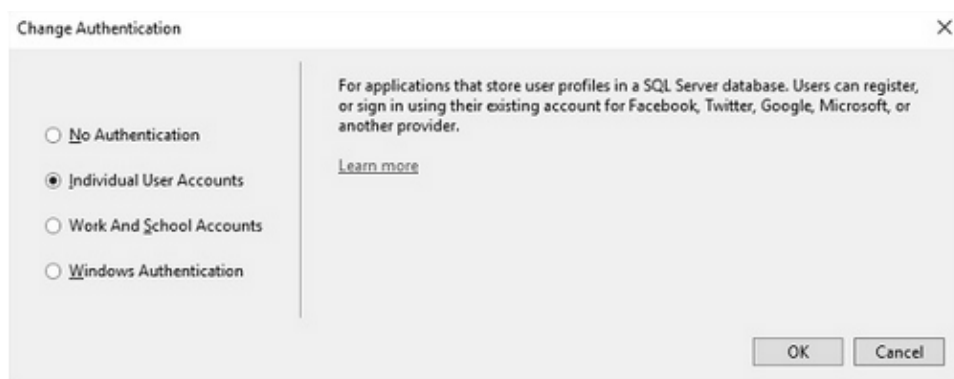 Change Authentication
For applications that store user profiles in a SQL Server database. Users can register,
or sign in using their existing account for Facebook, Twitter, Google, Microsoft, or
another provider.
Learn more
No Authentication
Individual User Accounts
Work And School Accounts
Windows Authentication
OK
Cancel